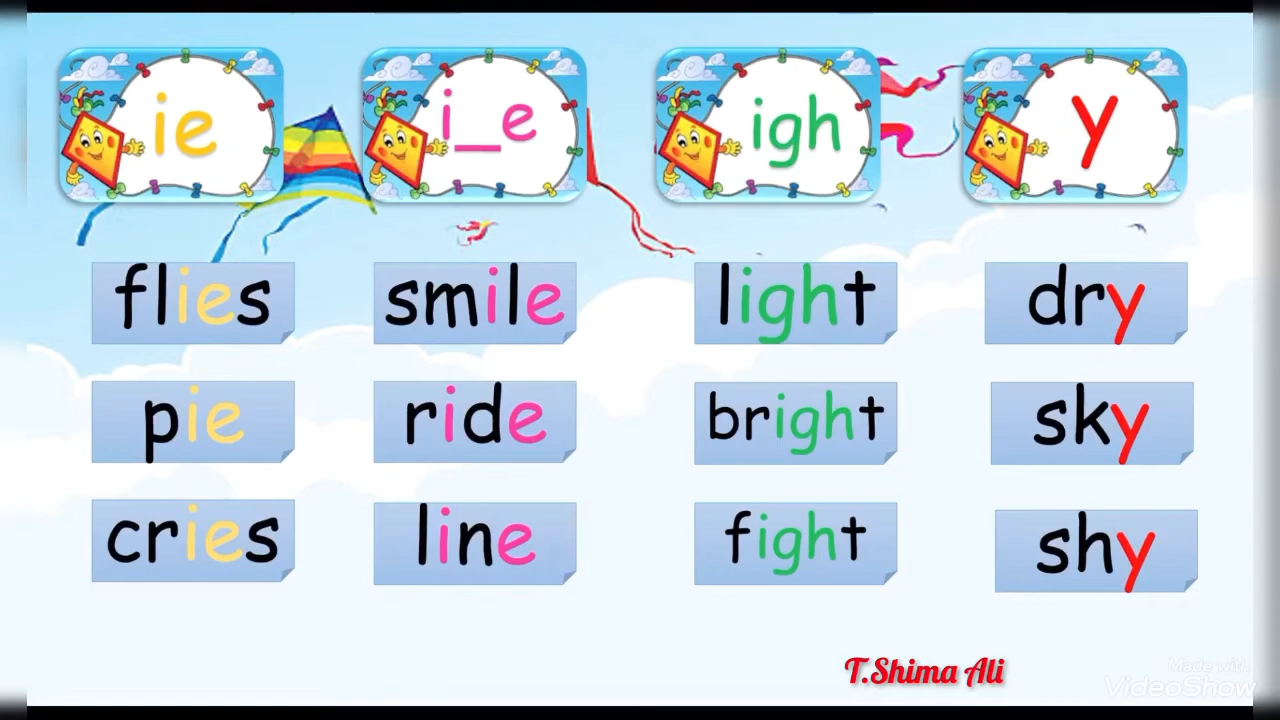 ie i_e igh y
flies smile light dry
pie ride bright sky
cries line fight shy
T.Shima Ali
Made with
VideoShow